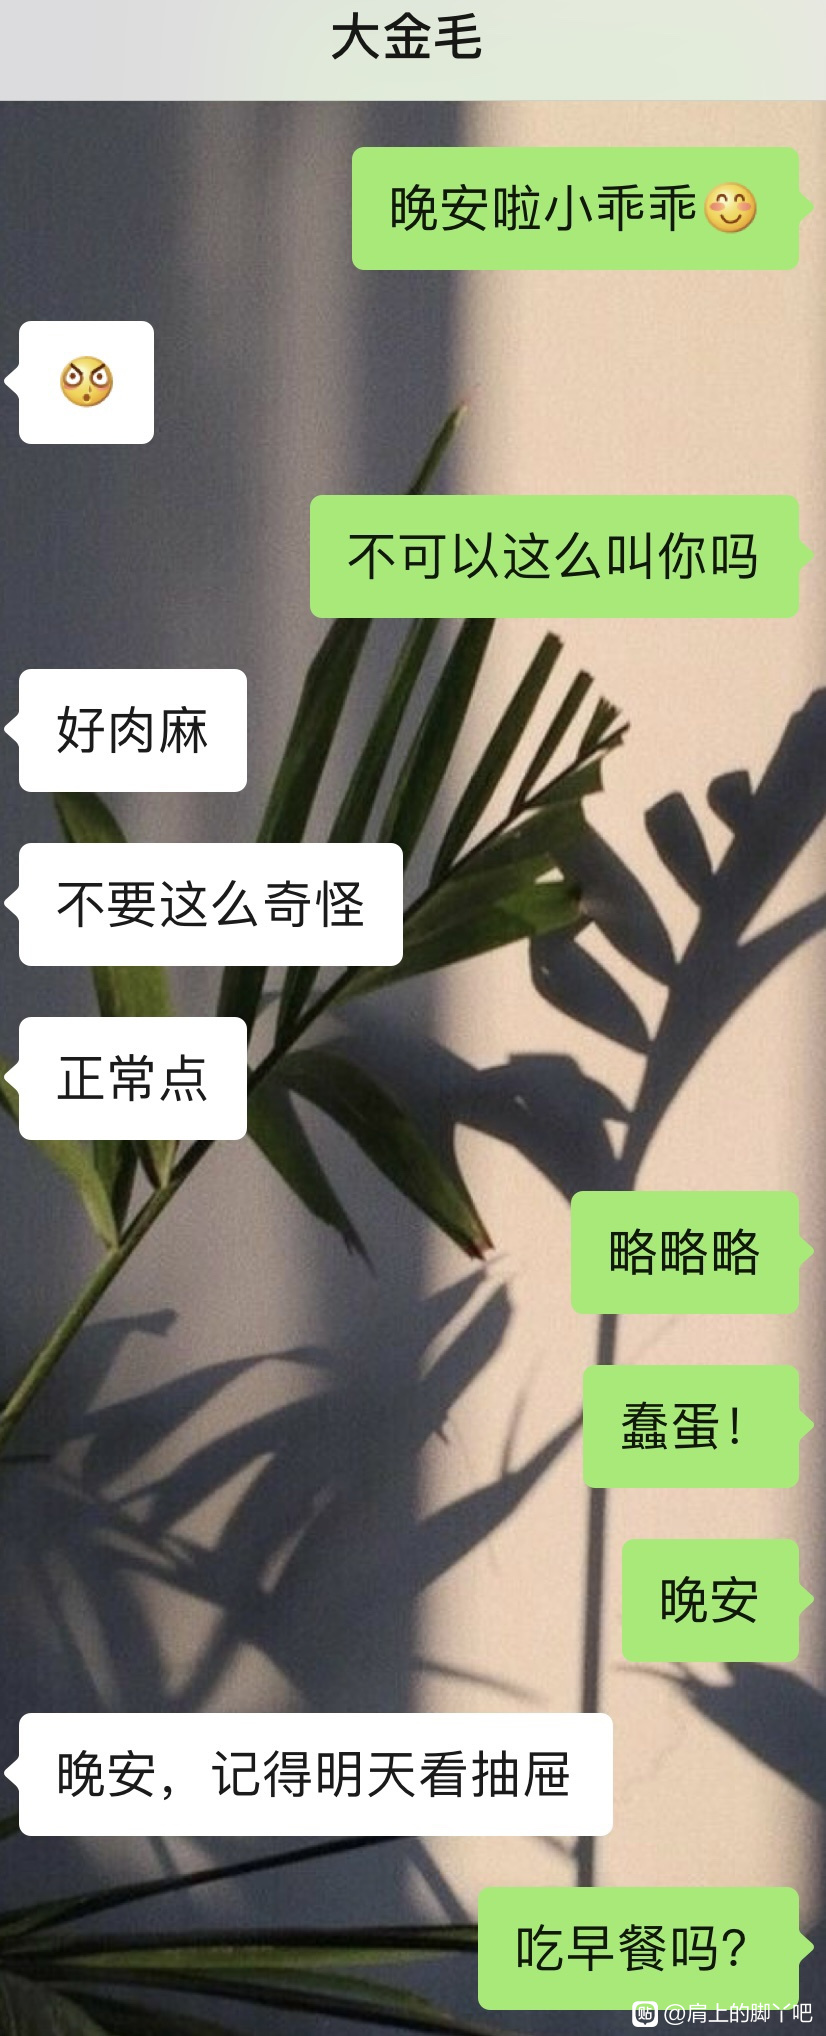 大金毛
晚安啦小乖乖😊
不可以这么叫你吗
好肉麻
不要这么奇怪
正常点
略略略
蠢蛋！
晚安
晚安，记得明天看抽屉
吃早餐吗？
贴 @肩上的脚丫吧